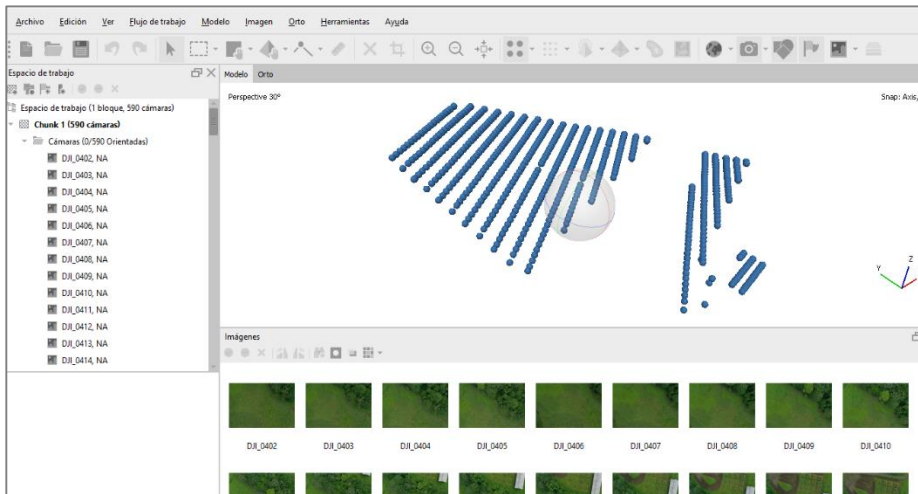 Archivo Edición Ver Flujo de trabajo Modelo Imagen Orto Herramientas Ayuda
Espacio de trabajo
Modelo Orto
Perspective 30°
Snap: Axis,
Espacio de trabajo (1 bloque, 590 cámaras)
Chunk 1 (590 cámaras)
Cámaras (0/590 Orientadas)
DJI_0402, NA
DJI_0403, NA
DJI_0404, NA
DJI_0405, NA
DJI_0406, NA
DJI_0407, NA
DJI_0408, NA
DJI_0409, NA
DJI_0410, NA
DJI_0411, NA
DJI_0412, NA
DJI_0413, NA
DJI_0414, NA
Y Z
Imágenes
DJI_0402 DJI_0403 DJI_0404 DJI_0405 DJI_0406 DJI_0407 DJI_0408 DJI_0409 DJI_0410